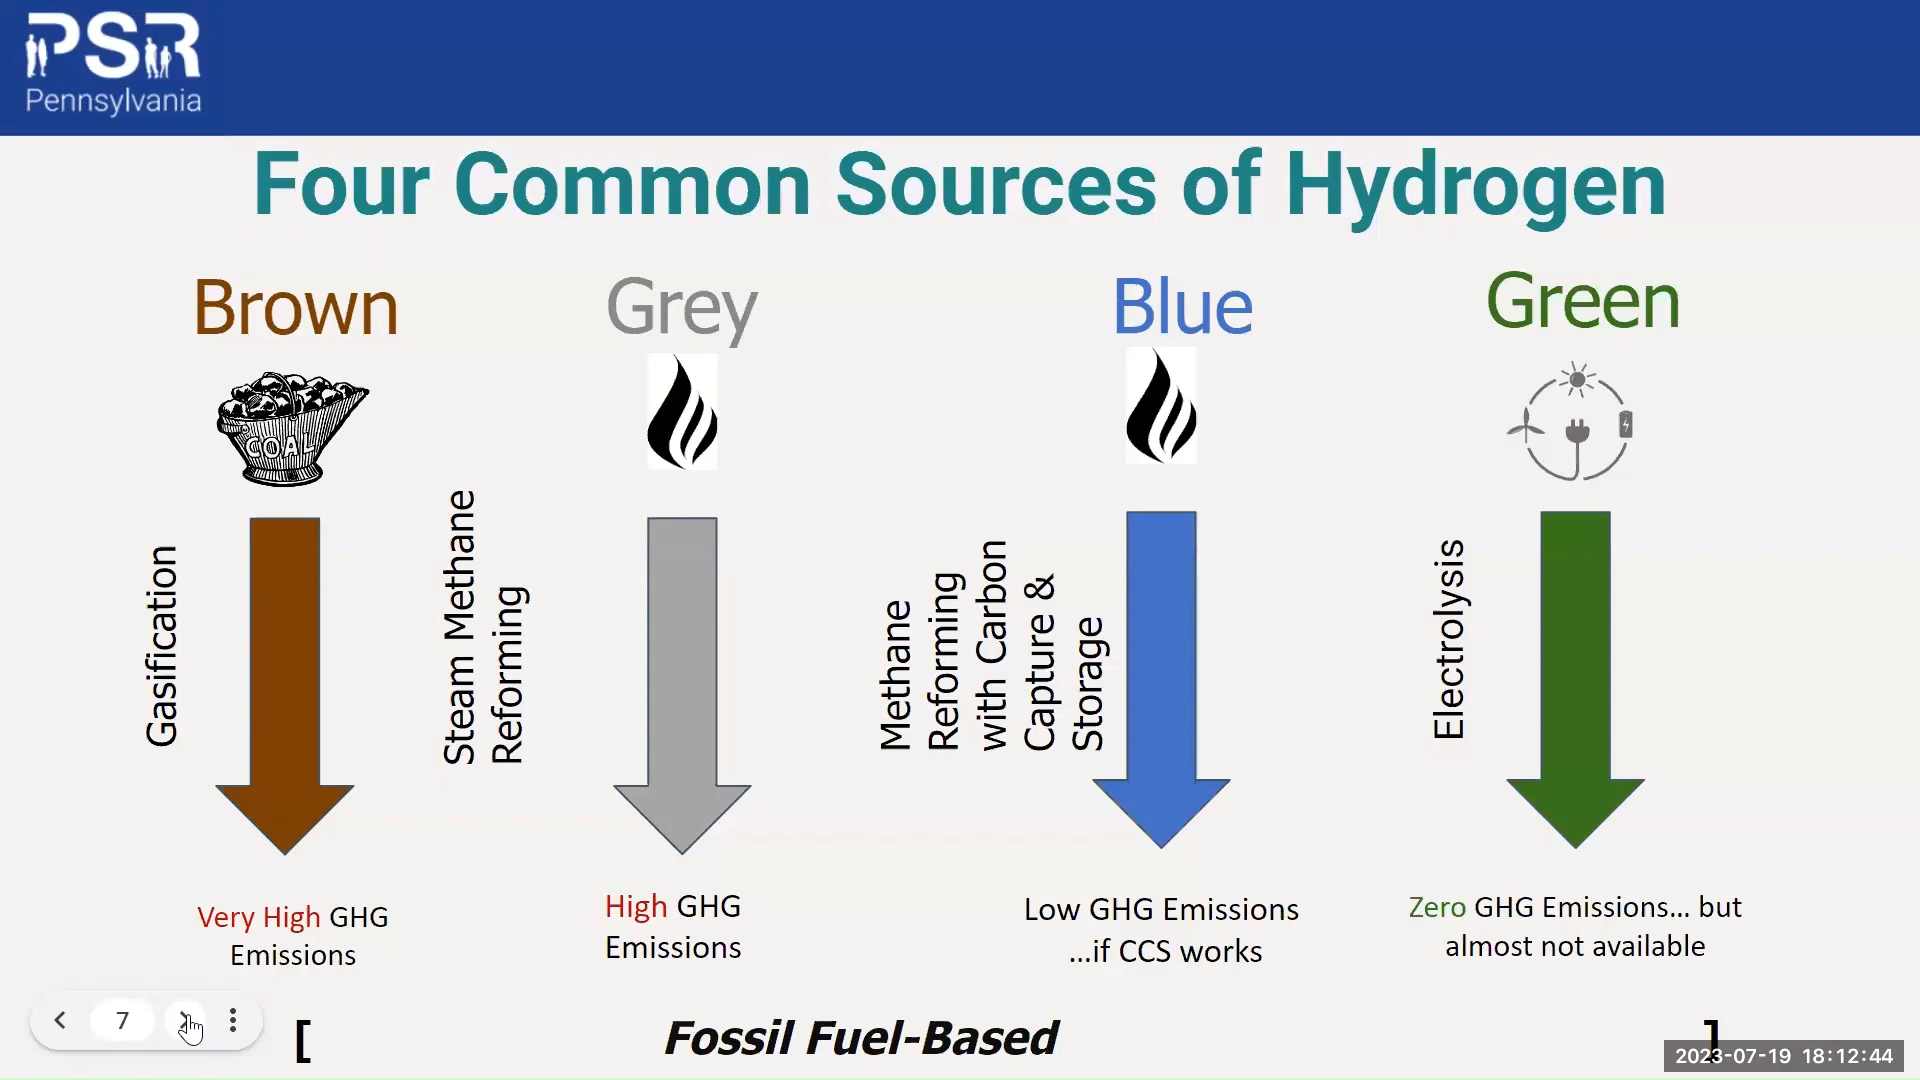 PSR
Pennsylvania
Four Common Sources of Hydrogen
Brown
Grey
Blue
Green
COAL
Gasification
Steam Methane
Reforming
Methane
Reforming
with Carbon
Capture &
Storage
Electrolysis
Very High GHG
Emissions
High GHG
Emissions
Low GHG Emissions
...if CCS works
Zero GHG Emissions... but
almost not available
7
[ Fossil Fuel-Based ]
2023-07-19 18:12:44